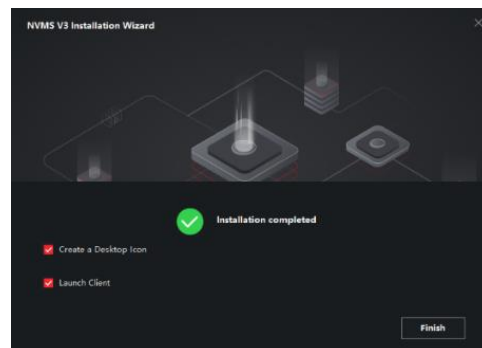 NVMS V3 Installation Wizard
Installation completed
Create a Desktop Icon
Launch Client
Finish